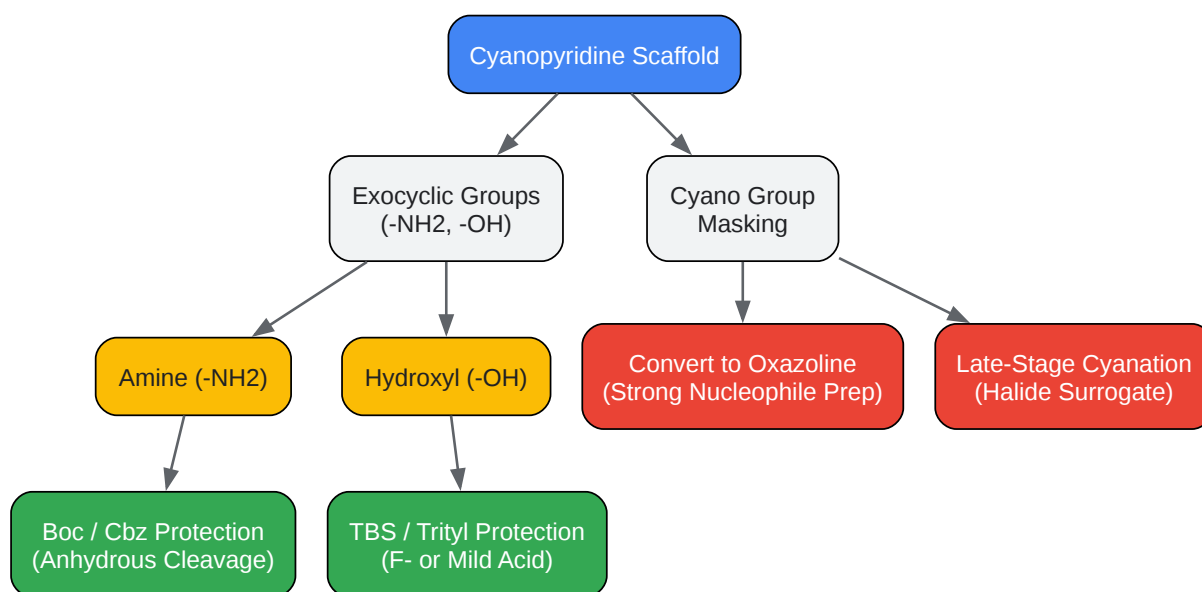 Cyanopyridine Scaffold
Exocyclic Groups
(-NH2, -OH)
Cyano Group
Masking
Amine (-NH2)
Hydroxyl (-OH)
Convert to Oxazoline
(Strong Nucleophile Prep)
Late-Stage Cyanation
(Halide Surrogate)
Boc / Cbz Protection
(Anhydrous Cleavage)
TBS / Trityl Protection
(F- or Mild Acid)